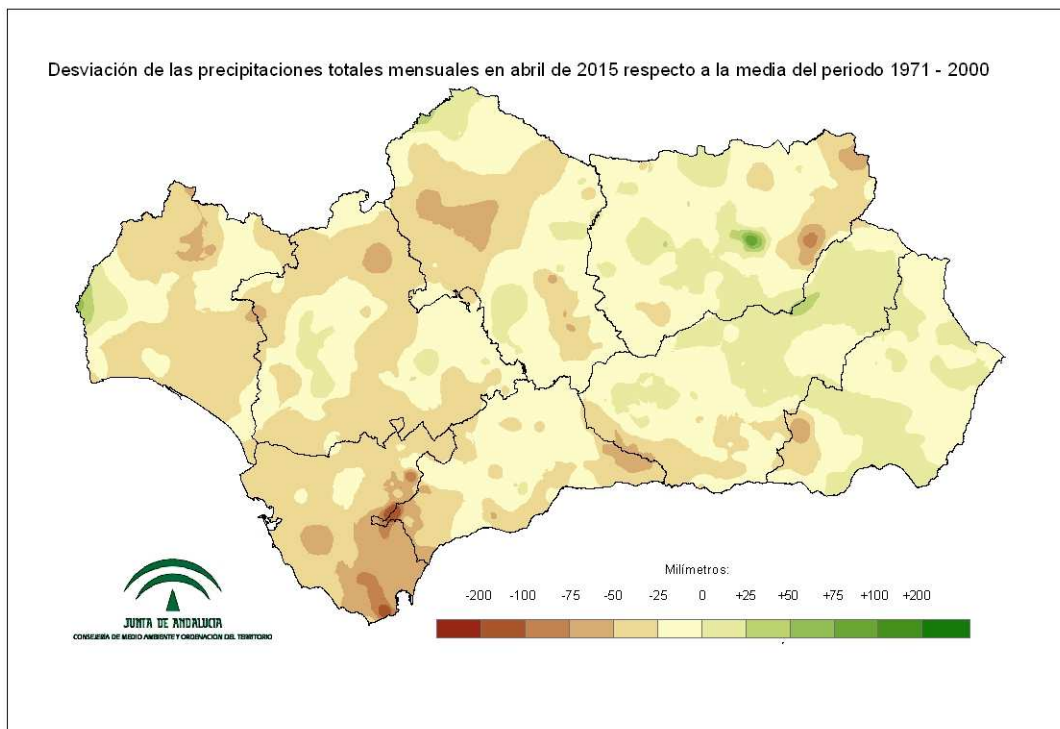 Desviación de las precipitaciones totales mensuales en abril de 2015 respecto a la media del periodo 1971 - 2000
Milímetros:
-200 -100 -75 -50 -25 0 +25 +50 +75 +100 +200
JUNTA DE ANDALUCIA
CONSEJERÍA DE MEDIO AMBIENTE Y ORDENACIÓN DEL TERRITORIO